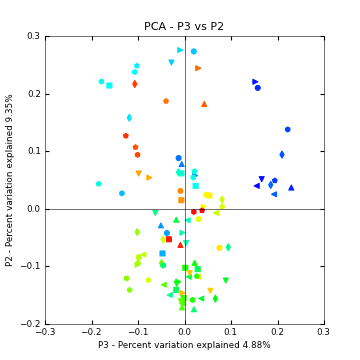 PCA - P3 vs P2
P2 - Percent variation explained 9.35%
0.3
0.2
0.1
0.0
−0.1
−0.2
−0.3 −0.2 −0.1 0.0 0.1 0.2 0.3
P3 - Percent variation explained 4.88%